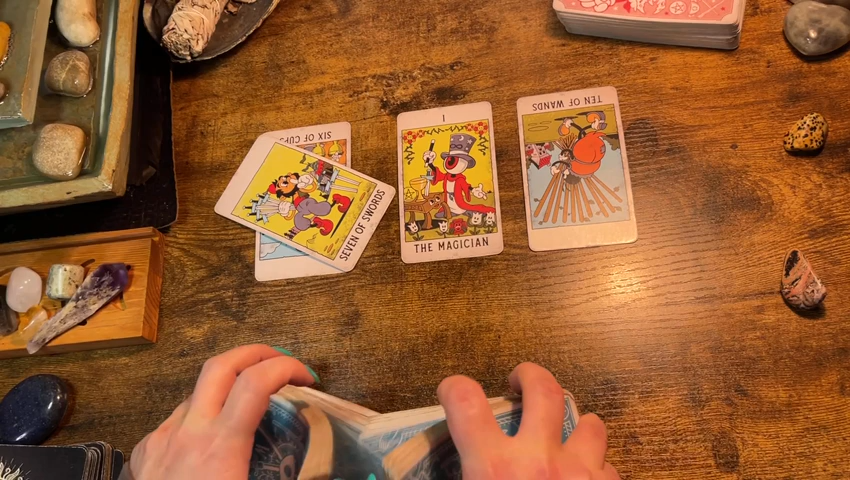 SIX OF CUPS
SEVEN OF SWORDS
I
THE MAGICIAN
TEN OF WANDS